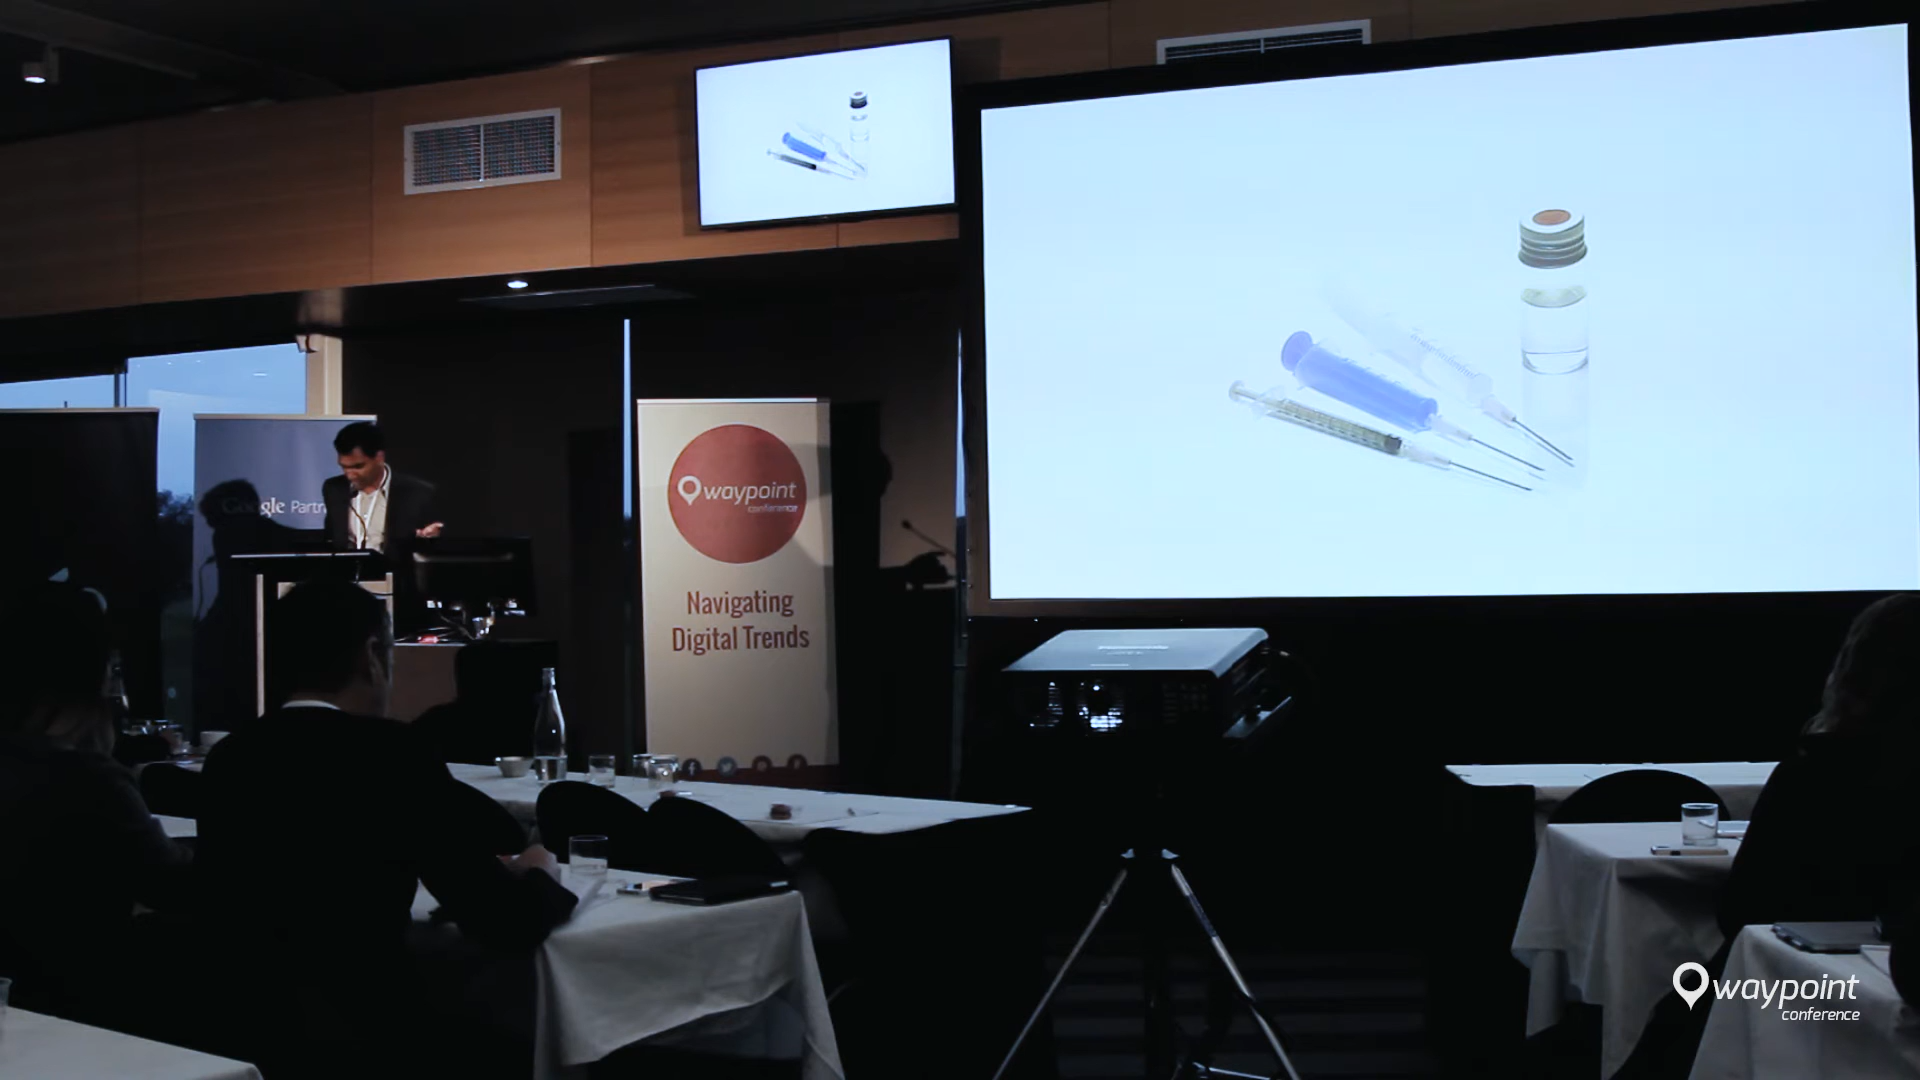 Google Partn
waypoint
conference
Navigating
Digital Trends
waypoint
conference